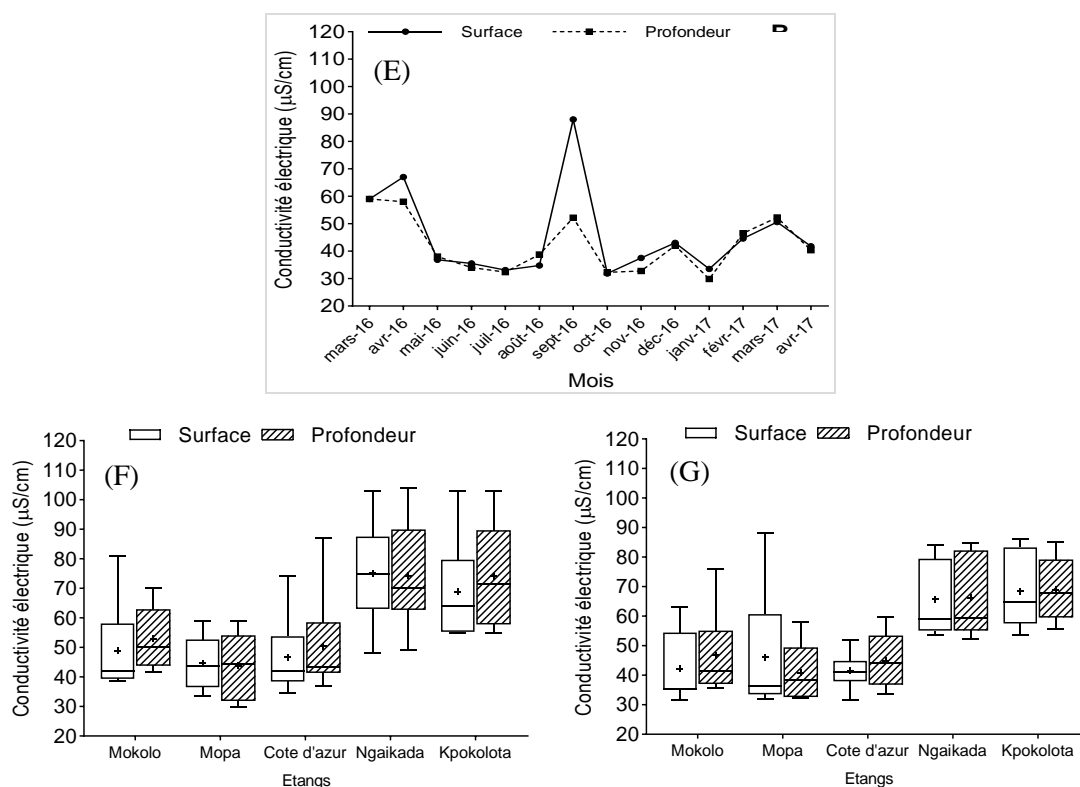 Surface Profondeur
(E)
Conductivité électrique (µS/cm)
120
110
100
90
80
70
60
50
40
30
20
mars-16 avr-16 mai-16 juin-16 juil-16 août-16 sept-16 oct-16 nov-16 déc-16 janv-17 févr-17 mars-17 avr-17
Mois
Surface Profondeur
(F)
Conductivité électrique (µS/cm)
120
110
100
90
80
70
60
50
40
30
20
Mokolo Mopa Cote d'azur Ngaikada Kpokolota
Etangs
Surface Profondeur
(G)
Conductivité électrique (µS/cm)
120
110
100
90
80
70
60
50
40
30
20
Mokolo Mopa Cote d'azur Ngaikada Kpokolota
Etangs